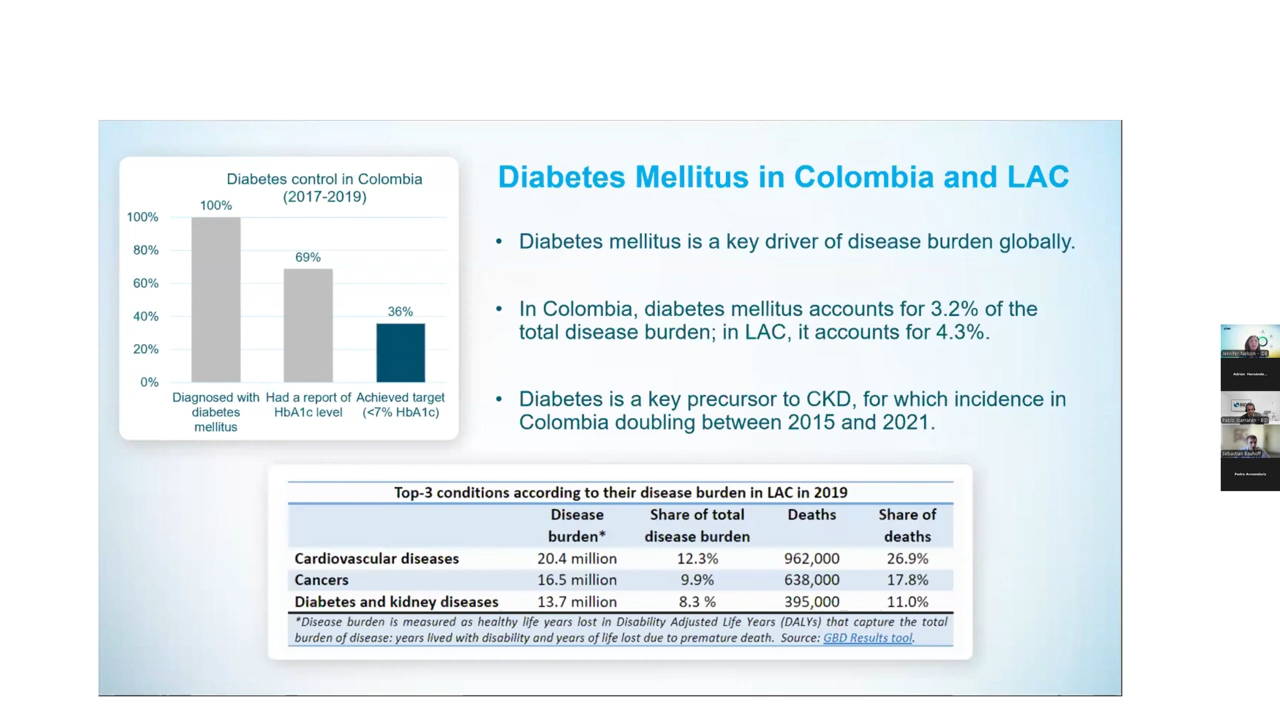 Diabetes control in Colombia
(2017-2019)
100%
100%
80%
60%
40%
20%
0%
69%
36%
Diagnosed with
diabetes
mellitus
Had a report of
HbA1c level
Achieved target
(<7% HbA1c)
Diabetes Mellitus in Colombia and LAC
• Diabetes mellitus is a key driver of disease burden globally.
• In Colombia, diabetes mellitus accounts for 3.2% of the
total disease burden; in LAC, it accounts for 4.3%.
• Diabetes is a key precursor to CKD, for which incidence in
Colombia doubling between 2015 and 2021.
Top-3 conditions according to their disease burden in LAC in 2019
Disease burden* Share of total disease burden Deaths Share of deaths
Cardiovascular diseases 20.4 million 12.3% 962,000 26.9%
Cancers 16.5 million 9.9% 638,000 17.8%
Diabetes and kidney diseases 13.7 million 8.3 % 395,000 11.0%
*Disease burden is measured as healthy life years lost in Disability Adjusted Life Years (DALYs) that capture the total
burden of disease: years lived with disability and years of life lost due to premature death. Source: GBD Results tool.
Jennifer Nelson
Sebastian Bauhoff